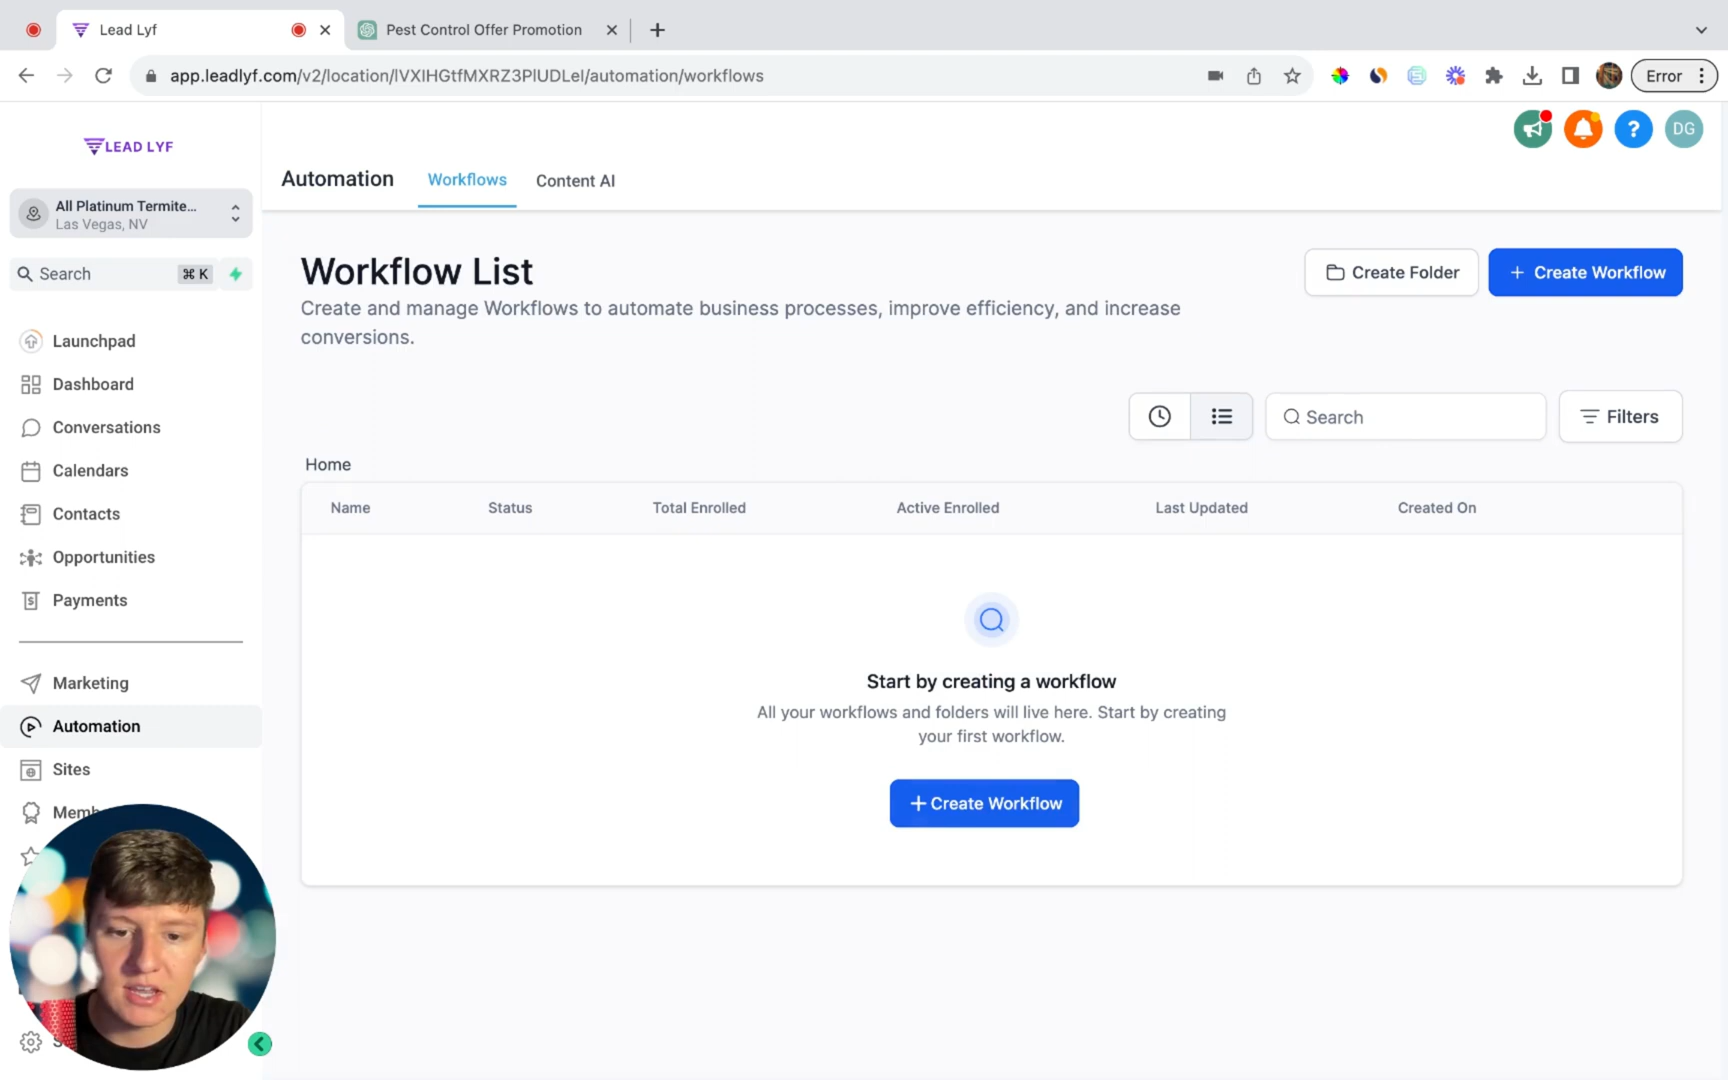 Lead Lyf
Pest Control Offer Promotion
app.leadlyf.com/v2/location/lVXIHGtfMXRZ3PlUDLeI/automation/workflows
Error
LEAD LYF
DG
Automation
Workflows
Content AI
All Platinum Termite...
Las Vegas, NV
Search
⌘ K
Launchpad
Dashboard
Conversations
Calendars
Contacts
Opportunities
Payments
Marketing
Automation
Sites
Workflow List
Create and manage Workflows to automate business processes, improve efficiency, and increase
conversions.
Create Folder
+ Create Workflow
Search
Filters
Home
Name
Status
Total Enrolled
Active Enrolled
Last Updated
Created On
Start by creating a workflow
All your workflows and folders will live here. Start by creating
your first workflow.
+ Create Workflow